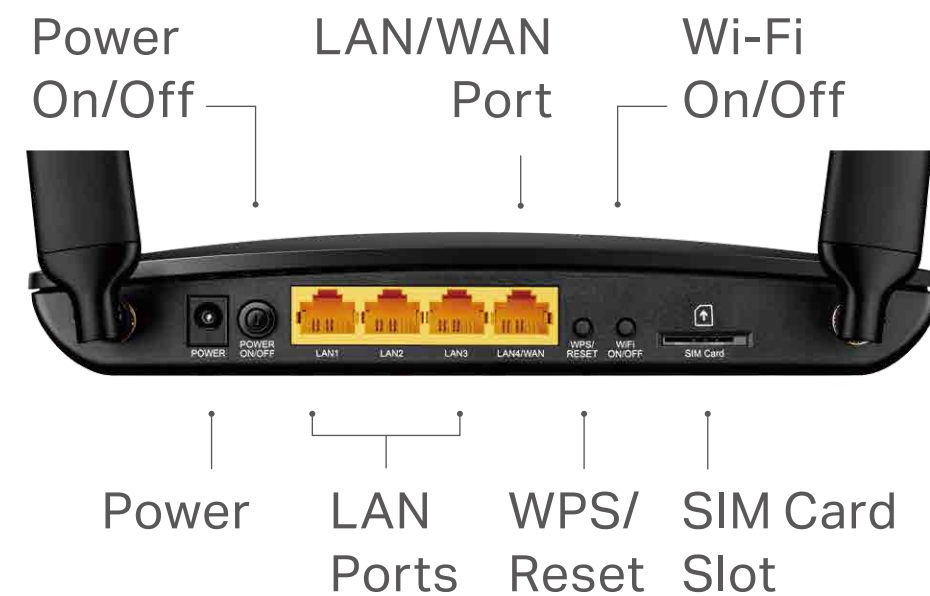 Power
On/Off
LAN/WAN
Port
Wi-Fi
On/Off
POWER
POWER
ON/OFF
LAN1
LAN2
LAN3
LAN4/WAN
WPS/
RESET
WiFi
ON/OFF
SIM Card
Power
LAN
Ports
WPS/
Reset
SIM Card
Slot